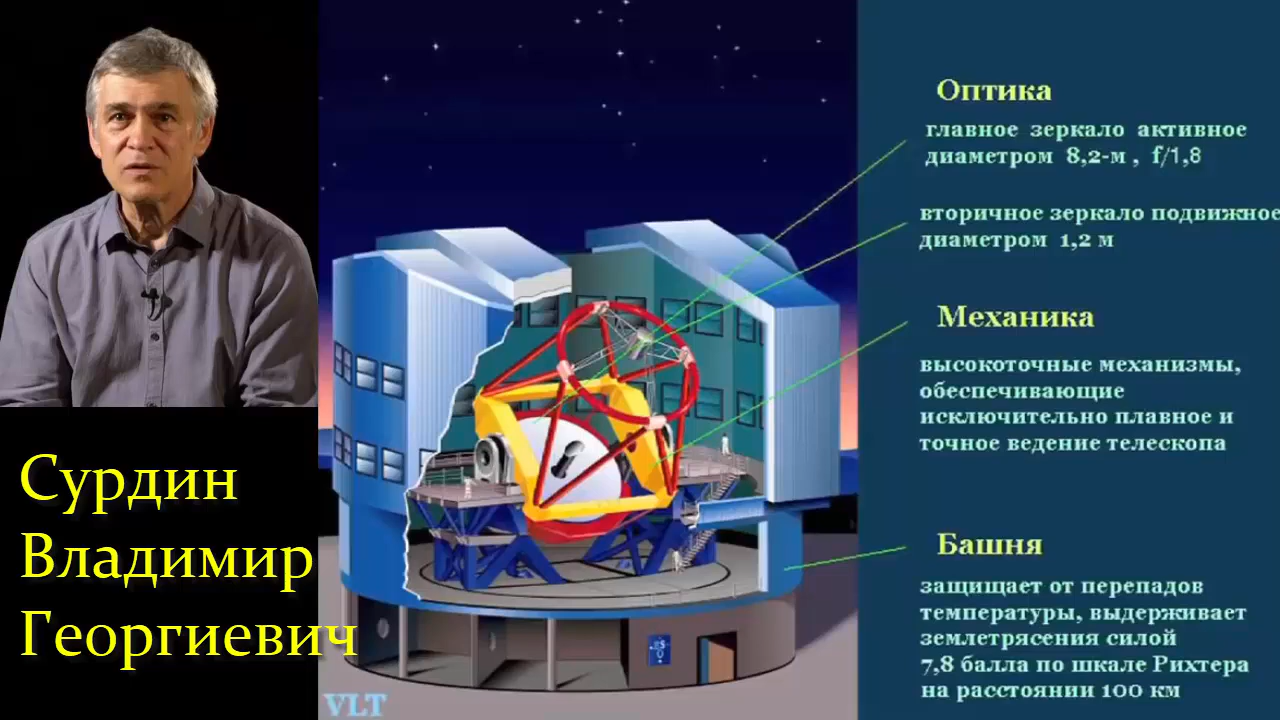 Сурдин
Владимир
Георгиевич
VLT
Оптика
главное зеркало активное
диаметром 8,2-м , f/1,8
вторичное зеркало подвижное
диаметром 1,2 м
Механика
высокоточные механизмы,
обеспечивающие
исключительно плавное и
точное ведение телескопа
Башня
защищает от перепадов
температуры, выдерживает
землетрясения силой
7,8 балла по шкале Рихтера
на расстоянии 100 км